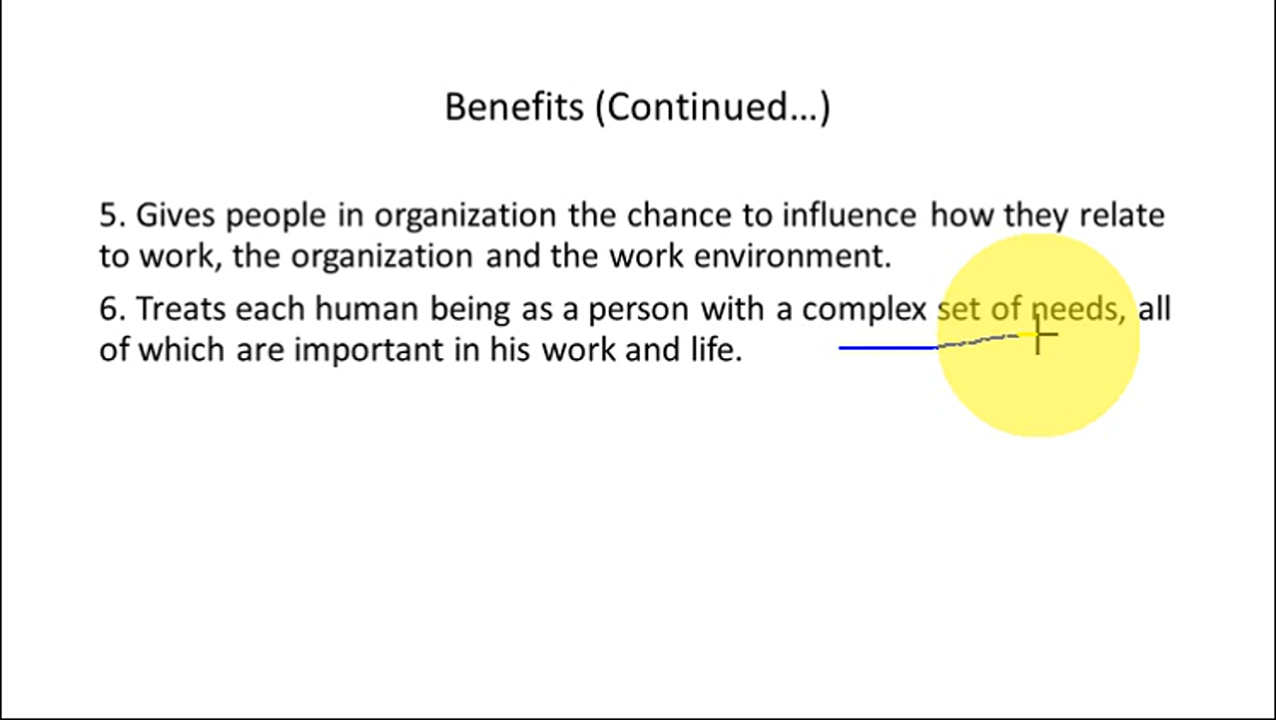 Benefits (Continued...)
5. Gives people in organization the chance to influence how they relate
to work, the organization and the work environment.
6. Treats each human being as a person with a complex set of needs, all
of which are important in his work and life.